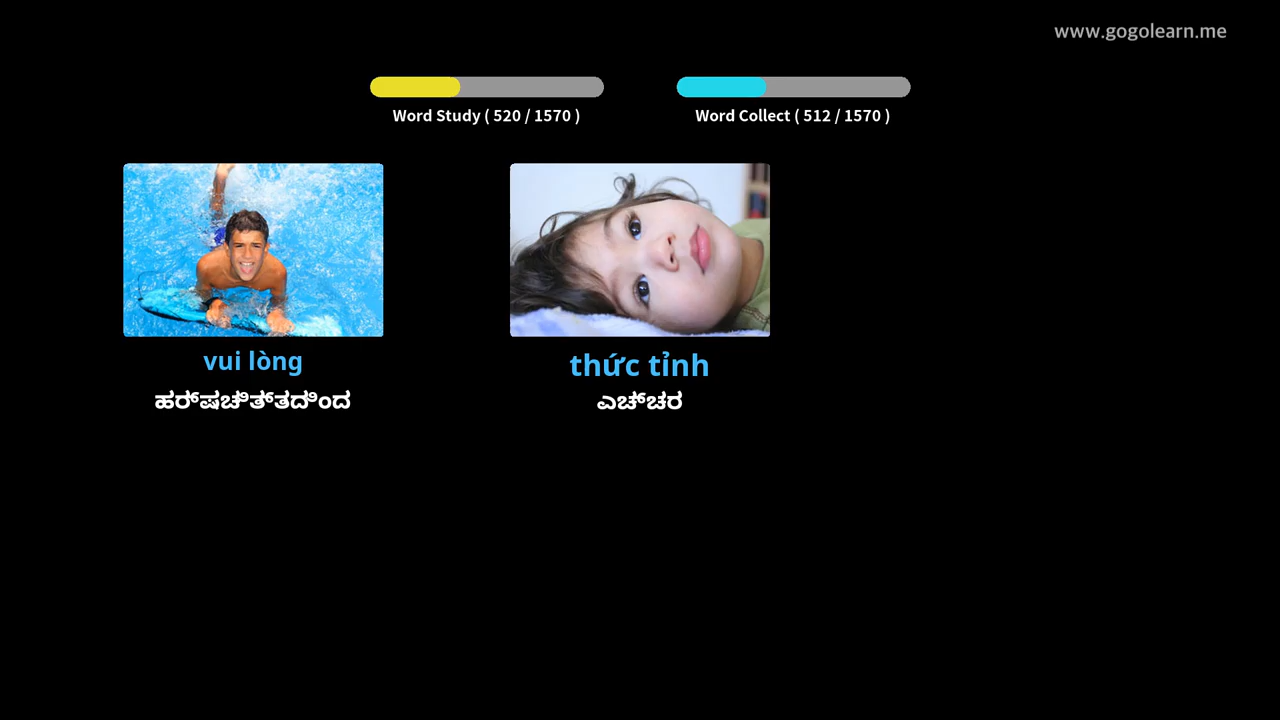 www.gogolearn.me
Word Study ( 520 / 1570 )
Word Collect ( 512 / 1570 )
vui lòng
ಹರ್ಷಚಿತ್ತದಿಂದ
thức tỉnh
ಎಚ್ಚರ